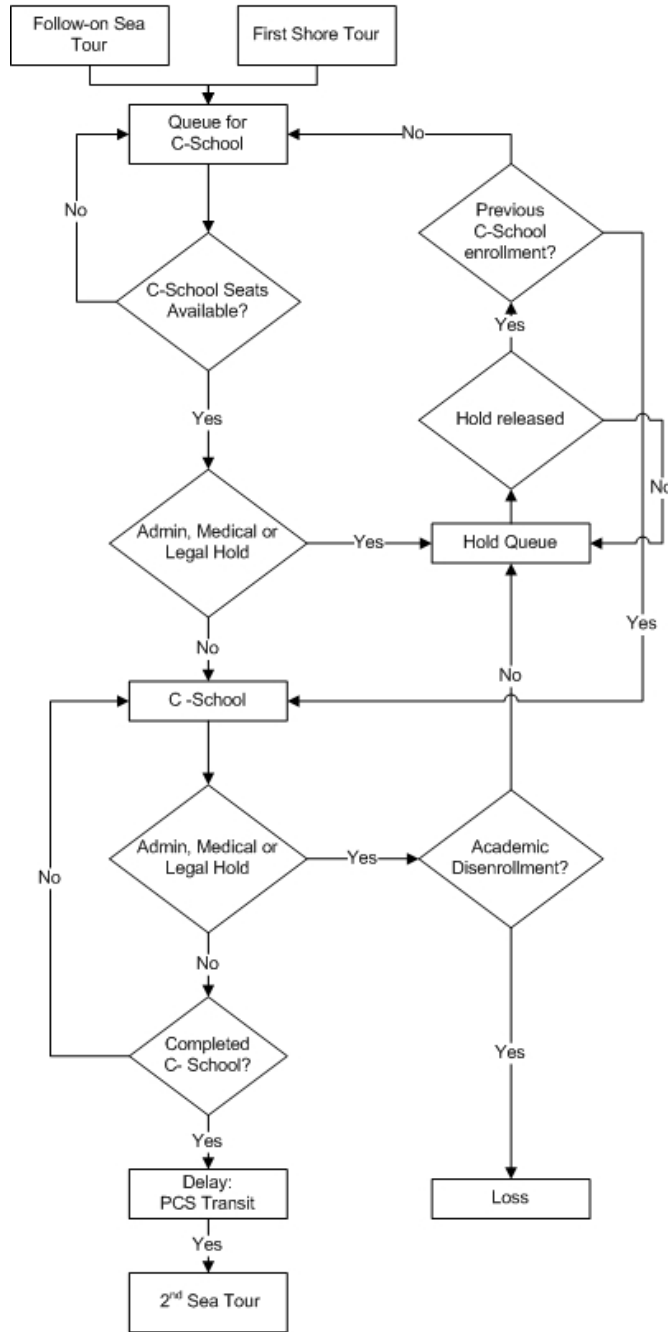 Follow-on Sea
Tour
First Shore Tour
Queue for
C-School
No
No
Previous
C-School
enrollment?
C-School Seats
Available?
Yes
Hold released
Yes
No
Admin, Medical or
Legal Hold
Yes
Hold Queue
Yes
No
No
C -School
Admin, Medical or
Legal Hold
Yes
Academic
Disenrollment?
No
No
Completed
C- School?
Yes
Yes
Delay:
PCS Transit
Loss
Yes
2nd Sea Tour